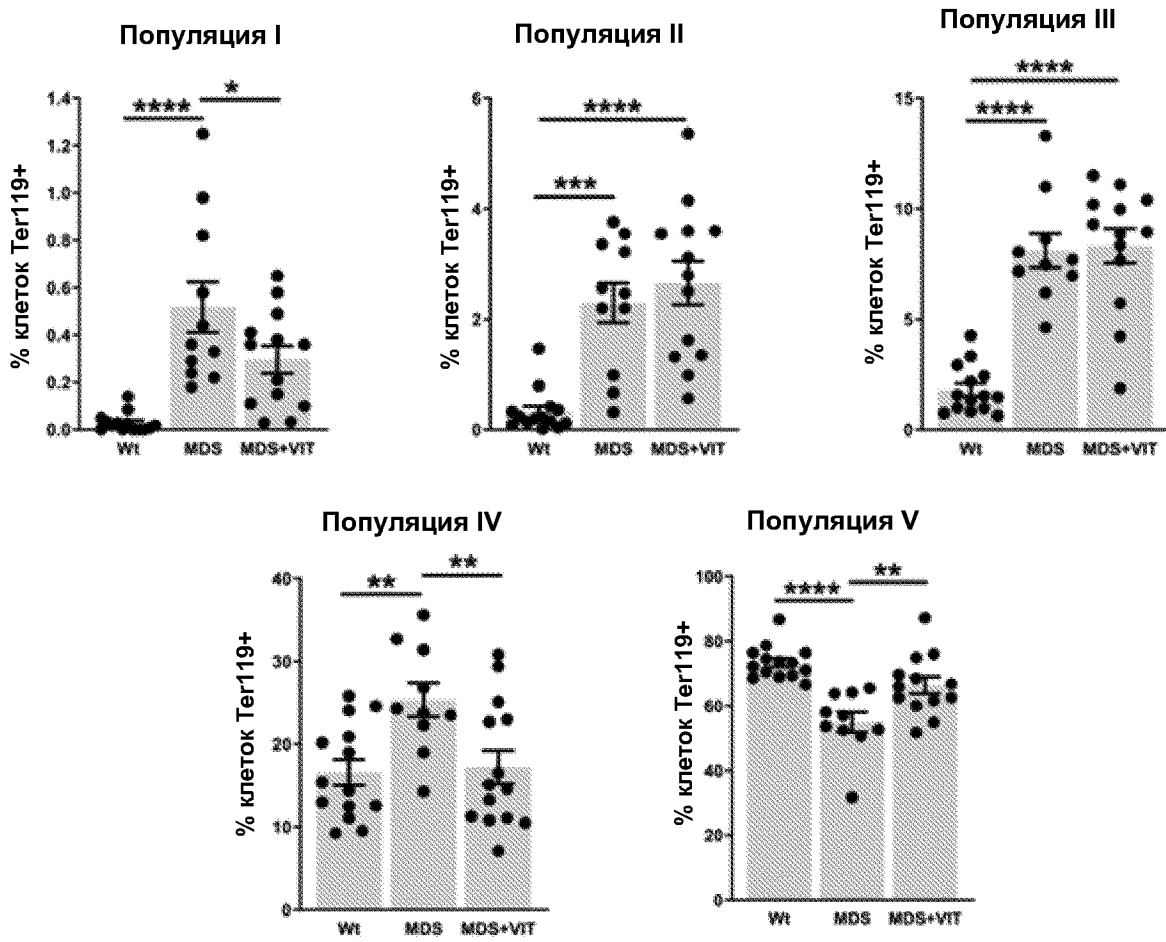 Популяция I
% клеток Ter119+
1.4
1.2
1.0
0.8
0.6
0.4
0.2
0.0
**** *
Wt MDS MDS+VIT
Популяция II
% клеток Ter119+
6
4
2
0
****
***
Wt MDS MDS+VIT
Популяция III
% клеток Ter119+
15
10
5
0
****
****
Wt MDS MDS+VIT
Популяция IV
% клеток Ter119+
40
30
20
10
0
** **
Wt MDS MDS+VIT
Популяция V
% клеток Ter119+
100
80
60
40
20
0
**** **
Wt MDS MDS+VIT